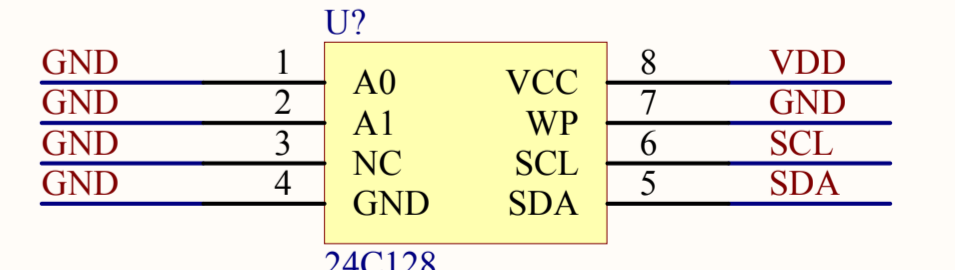 U?
GND 1 A0 VCC 8 VDD
GND 2 A1 WP 7 GND
GND 3 NC SCL 6 SCL
GND 4 GND SDA 5 SDA
24C128